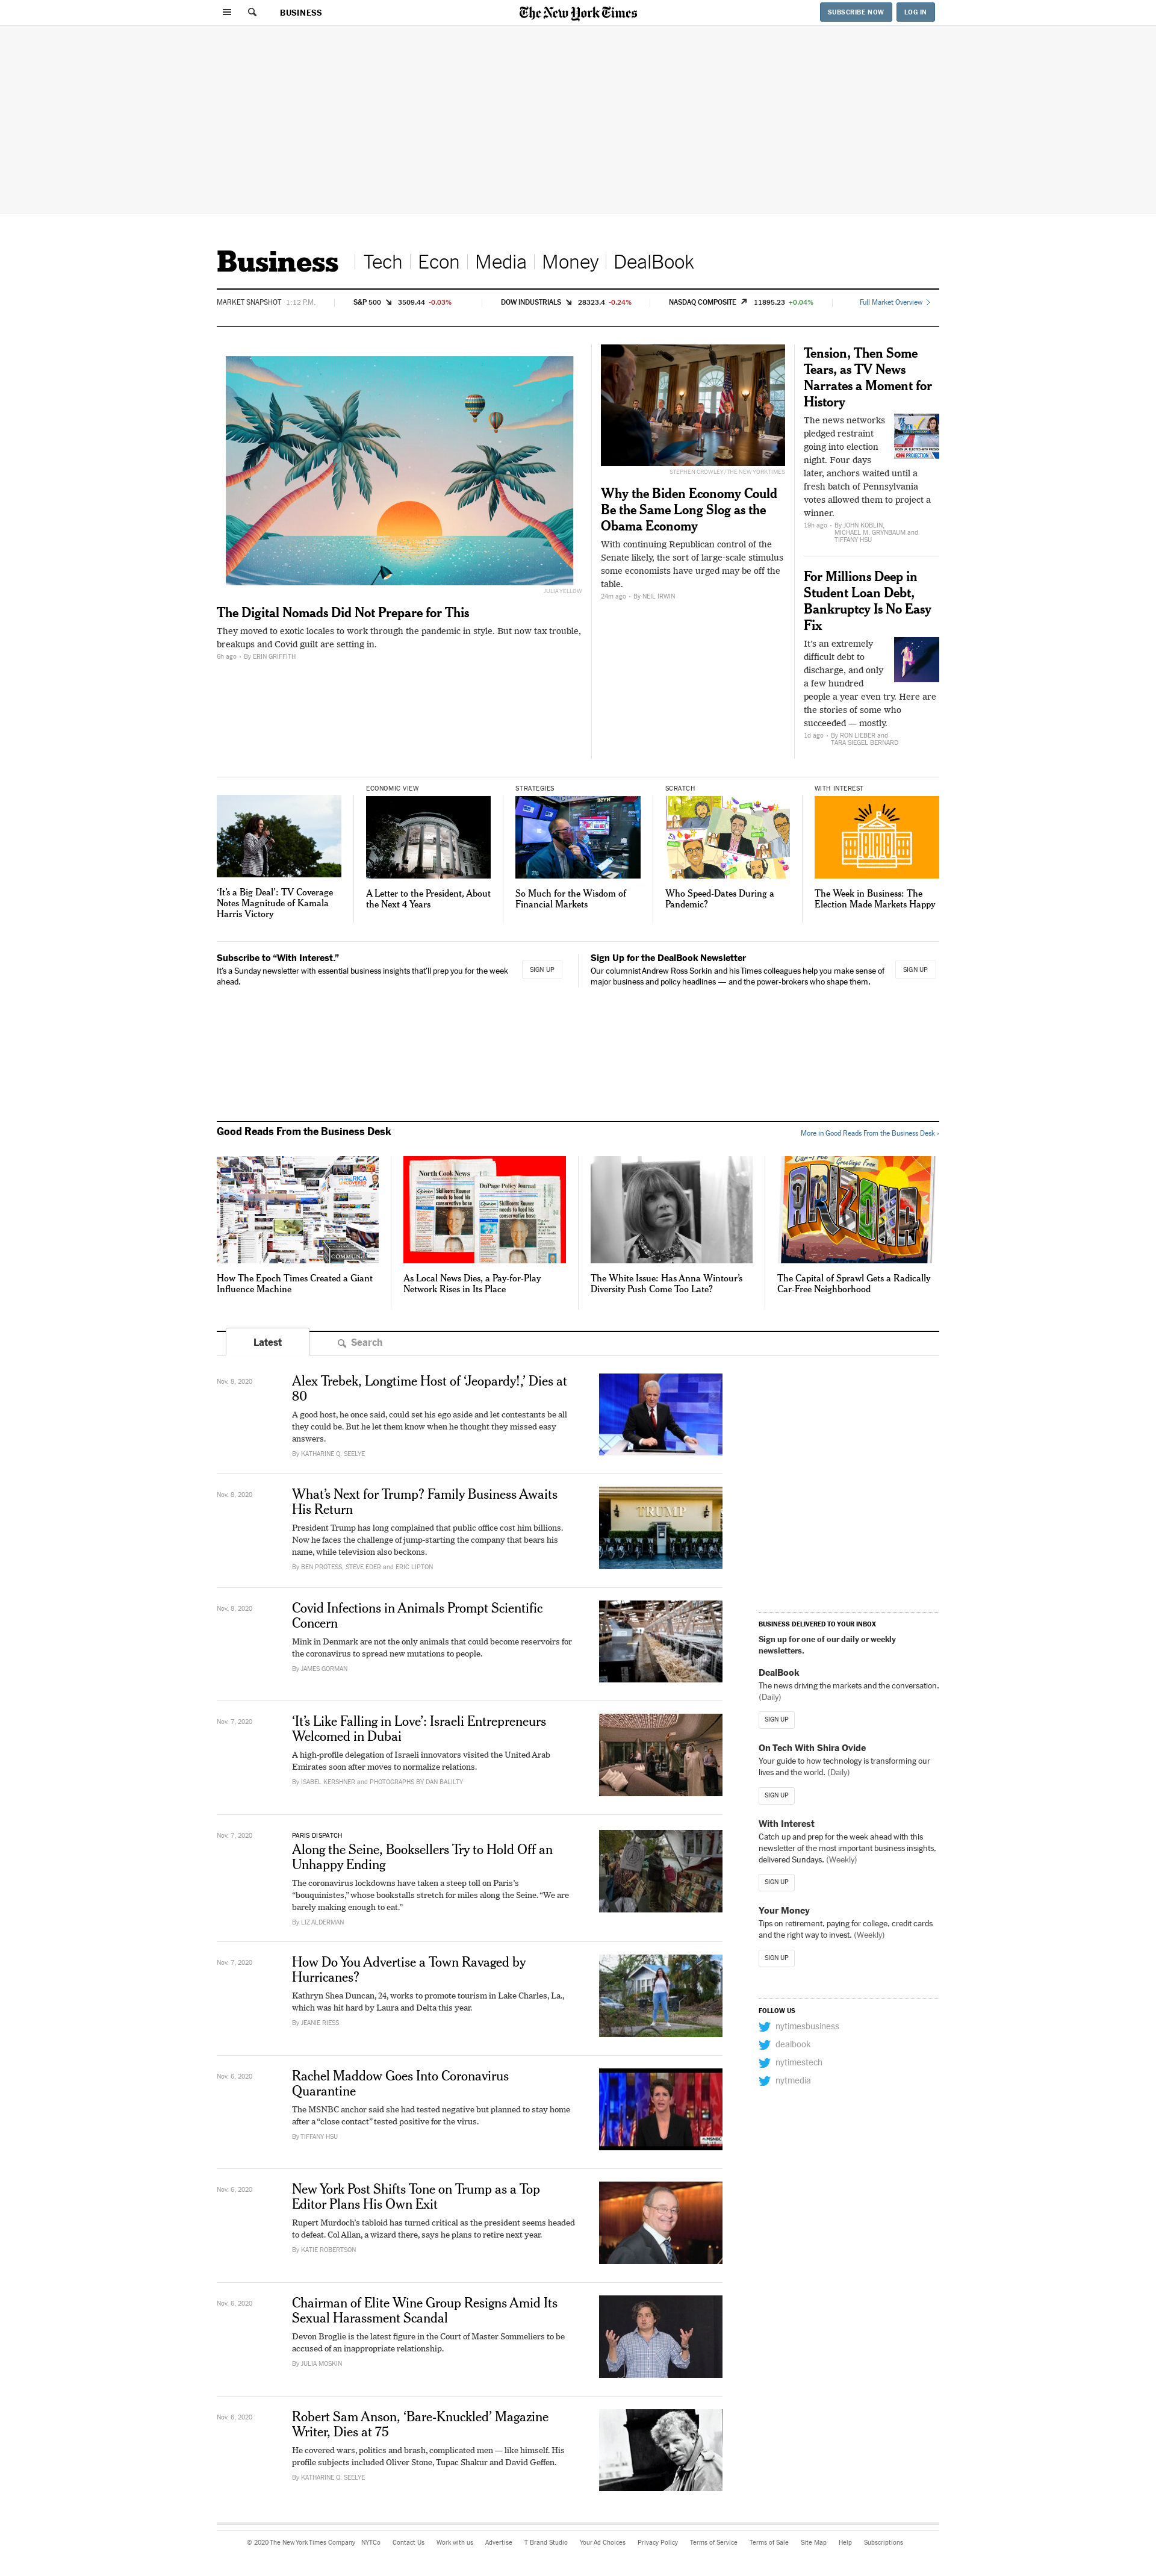 BUSINESS
The New York Times
SUBSCRIBE NOW
LOG IN
Business
Tech
Econ
Media
Money
DealBook
MARKET SNAPSHOT 1:12 P.M.
S&P 500 3509.44 -0.03%
DOW INDUSTRIALS 28323.4 -0.24%
NASDAQ COMPOSITE 11895.23 +0.04%
Full Market Overview
JULIA YELLOW
The Digital Nomads Did Not Prepare for This
They moved to exotic locales to work through the pandemic in style. But now tax trouble,
breakups and Covid guilt are setting in.
6h ago • By ERIN GRIFFITH
STEPHEN CROWLEY/THE NEW YORK TIMES
Why the Biden Economy Could
Be the Same Long Slog as the
Obama Economy
With continuing Republican control of the
Senate likely, the sort of large-scale stimulus
some economists have urged may be off the
table.
24m ago • By NEIL IRWIN
Tension, Then Some
Tears, as TV News
Narrates a Moment for
History
The news networks
pledged restraint
going into election
night. Four days
later, anchors waited until a
fresh batch of Pennsylvania
votes allowed them to project a
winner.
19h ago • By JOHN KOBLIN,
MICHAEL M. GRYNBAUM and
TIFFANY HSU
For Millions Deep in
Student Loan Debt,
Bankruptcy Is No Easy
Fix
It's an extremely
difficult debt to
discharge, and only
a few hundred
people a year even try. Here are
the stories of some who
succeeded — mostly.
1d ago • By RON LIEBER and
TARA SIEGEL BERNARD
‘It’s a Big Deal’: TV Coverage
Notes Magnitude of Kamala
Harris Victory
ECONOMIC VIEW
A Letter to the President, About
the Next 4 Years
STRATEGIES
So Much for the Wisdom of
Financial Markets
SCRATCH
Who Speed-Dates During a
Pandemic?
WITH INTEREST
The Week in Business: The
Election Made Markets Happy
Subscribe to “With Interest.”
It’s a Sunday newsletter with essential business insights that’ll prep you for the week
ahead.
SIGN UP
Sign Up for the DealBook Newsletter
Our columnist Andrew Ross Sorkin and his Times colleagues help you make sense of
major business and policy headlines — and the power-brokers who shape them.
SIGN UP
Good Reads From the Business Desk
More in Good Reads From the Business Desk ›
North Cook News
DuPage Policy Journal
Greetings From
ARIZONA
How The Epoch Times Created a Giant
Influence Machine
As Local News Dies, a Pay-for-Play
Network Rises in Its Place
The White Issue: Has Anna Wintour’s
Diversity Push Come Too Late?
The Capital of Sprawl Gets a Radically
Car-Free Neighborhood
Latest
Search
Nov. 8, 2020
Alex Trebek, Longtime Host of ‘Jeopardy!,’ Dies at
80
A good host, he once said, could set his ego aside and let contestants be all
they could be. But he let them know when he thought they missed easy
answers.
By KATHARINE Q. SEELYE
Nov. 8, 2020
What’s Next for Trump? Family Business Awaits
His Return
President Trump has long complained that public office cost him billions.
Now he faces the challenge of jump-starting the company that bears his
name, while television also beckons.
By BEN PROTESS, STEVE EDER and ERIC LIPTON
TRUMP
Nov. 8, 2020
Covid Infections in Animals Prompt Scientific
Concern
Mink in Denmark are not the only animals that could become reservoirs for
the coronavirus to spread new mutations to people.
By JAMES GORMAN
Nov. 7, 2020
‘It’s Like Falling in Love’: Israeli Entrepreneurs
Welcomed in Dubai
A high-profile delegation of Israeli innovators visited the United Arab
Emirates soon after moves to normalize relations.
By ISABEL KERSHNER and PHOTOGRAPHS BY DAN BALILTY
Nov. 7, 2020
PARIS DISPATCH
Along the Seine, Booksellers Try to Hold Off an
Unhappy Ending
The coronavirus lockdowns have taken a steep toll on Paris’s
“bouquinistes,” whose bookstalls stretch for miles along the Seine. “We are
barely making enough to eat.”
By LIZ ALDERMAN
Nov. 7, 2020
How Do You Advertise a Town Ravaged by
Hurricanes?
Kathryn Shea Duncan, 24, works to promote tourism in Lake Charles, La.,
which was hit hard by Laura and Delta this year.
By JEANIE RIESS
Nov. 6, 2020
Rachel Maddow Goes Into Coronavirus
Quarantine
The MSNBC anchor said she had tested negative but planned to stay home
after a “close contact” tested positive for the virus.
By TIFFANY HSU
Nov. 6, 2020
New York Post Shifts Tone on Trump as a Top
Editor Plans His Own Exit
Rupert Murdoch’s tabloid has turned critical as the president seems headed
to defeat. Col Allan, a wizard there, says he plans to retire next year.
By KATIE ROBERTSON
Nov. 6, 2020
Chairman of Elite Wine Group Resigns Amid Its
Sexual Harassment Scandal
Devon Broglie is the latest figure in the Court of Master Sommeliers to be
accused of an inappropriate relationship.
By JULIA MOSKIN
Nov. 6, 2020
Robert Sam Anson, ‘Bare-Knuckled’ Magazine
Writer, Dies at 75
He covered wars, politics and brash, complicated men — like himself. His
profile subjects included Oliver Stone, Tupac Shakur and David Geffen.
By KATHARINE Q. SEELYE
BUSINESS DELIVERED TO YOUR INBOX
Sign up for one of our daily or weekly
newsletters.
DealBook
The news driving the markets and the conversation.
(Daily)
SIGN UP
On Tech With Shira Ovide
Your guide to how technology is transforming our
lives and the world. (Daily)
SIGN UP
With Interest
Catch up and prep for the week ahead with this
newsletter of the most important business insights,
delivered Sundays. (Weekly)
SIGN UP
Your Money
Tips on retirement, paying for college, credit cards
and the right way to invest. (Weekly)
SIGN UP
FOLLOW US
nytimesbusiness
dealbook
nytimestech
nytmedia
© 2020 The New York Times Company NYTCo Contact Us Work with us Advertise T Brand Studio Your Ad Choices Privacy Policy Terms of Service Terms of Sale Site Map Help Subscriptions